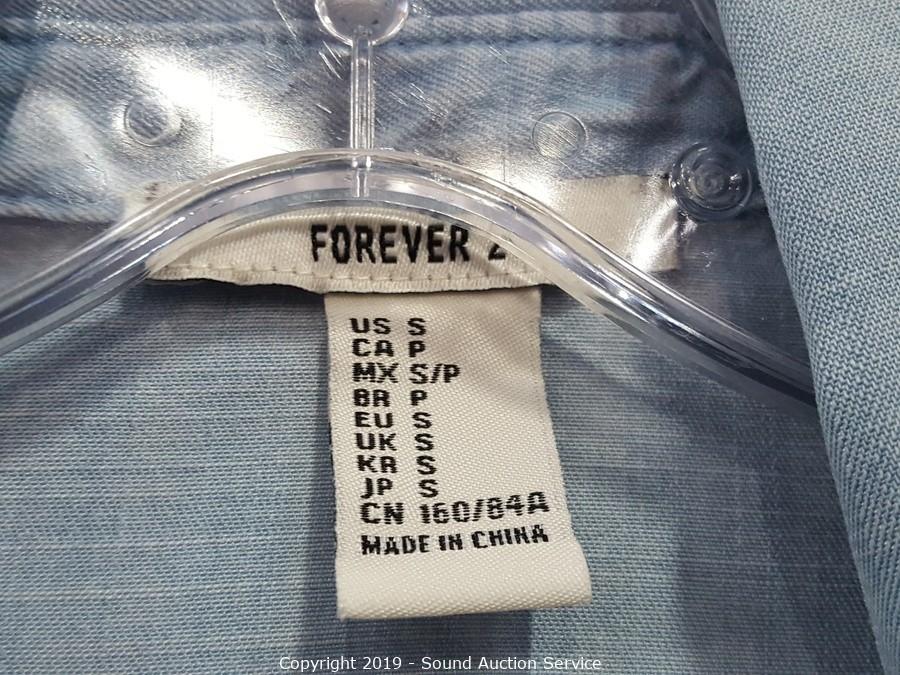 FOREVER 2
US S
CA P
MX S/P
BR P
EU S
UK S
KR S
JP S
CN 160/84A
MADE IN CHINA
Copyright 2019 - Sound Auction Service